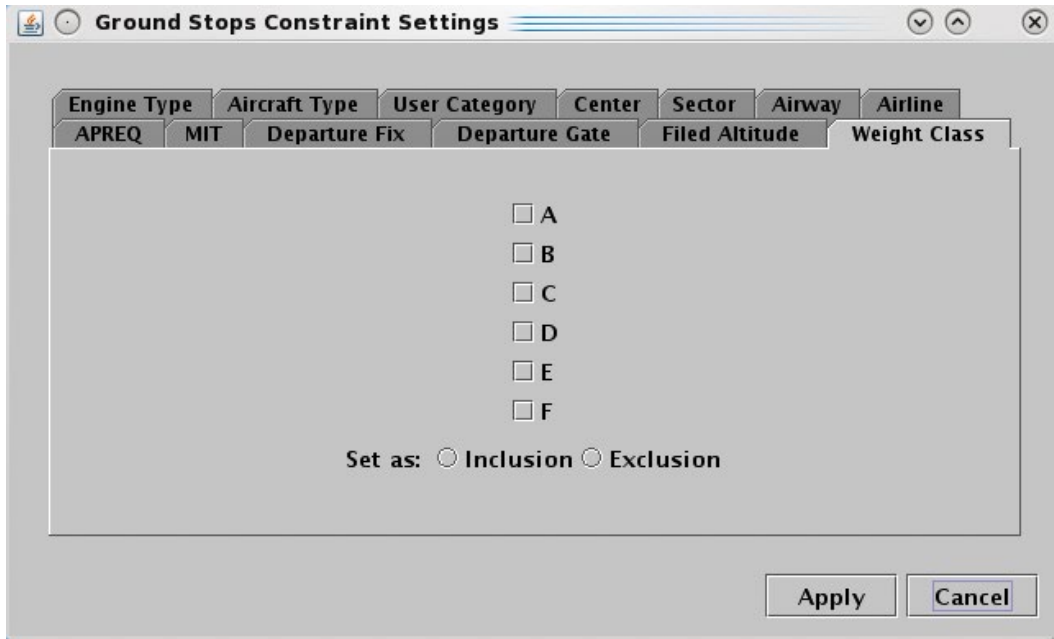 Ground Stops Constraint Settings
Engine Type Aircraft Type User Category Center Sector Airway Airline
APREQ MIT Departure Fix Departure Gate Filed Altitude Weight Class
A
B
C
D
E
F
Set as: Inclusion Exclusion
Apply Cancel